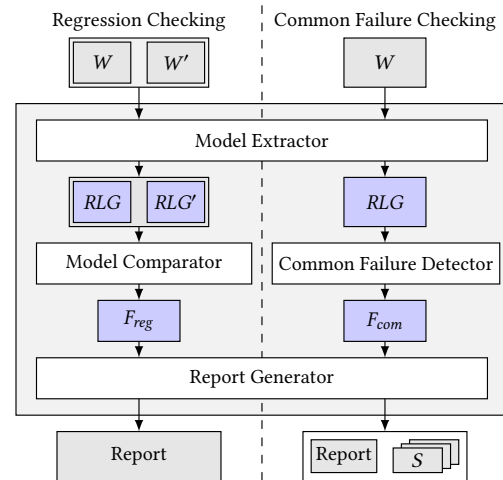 Regression Checking Common Failure Checking
W W′ W
Model Extractor
RLG RLG′ RLG
Model Comparator Common Failure Detector
F_reg F_com
Report Generator
Report Report S